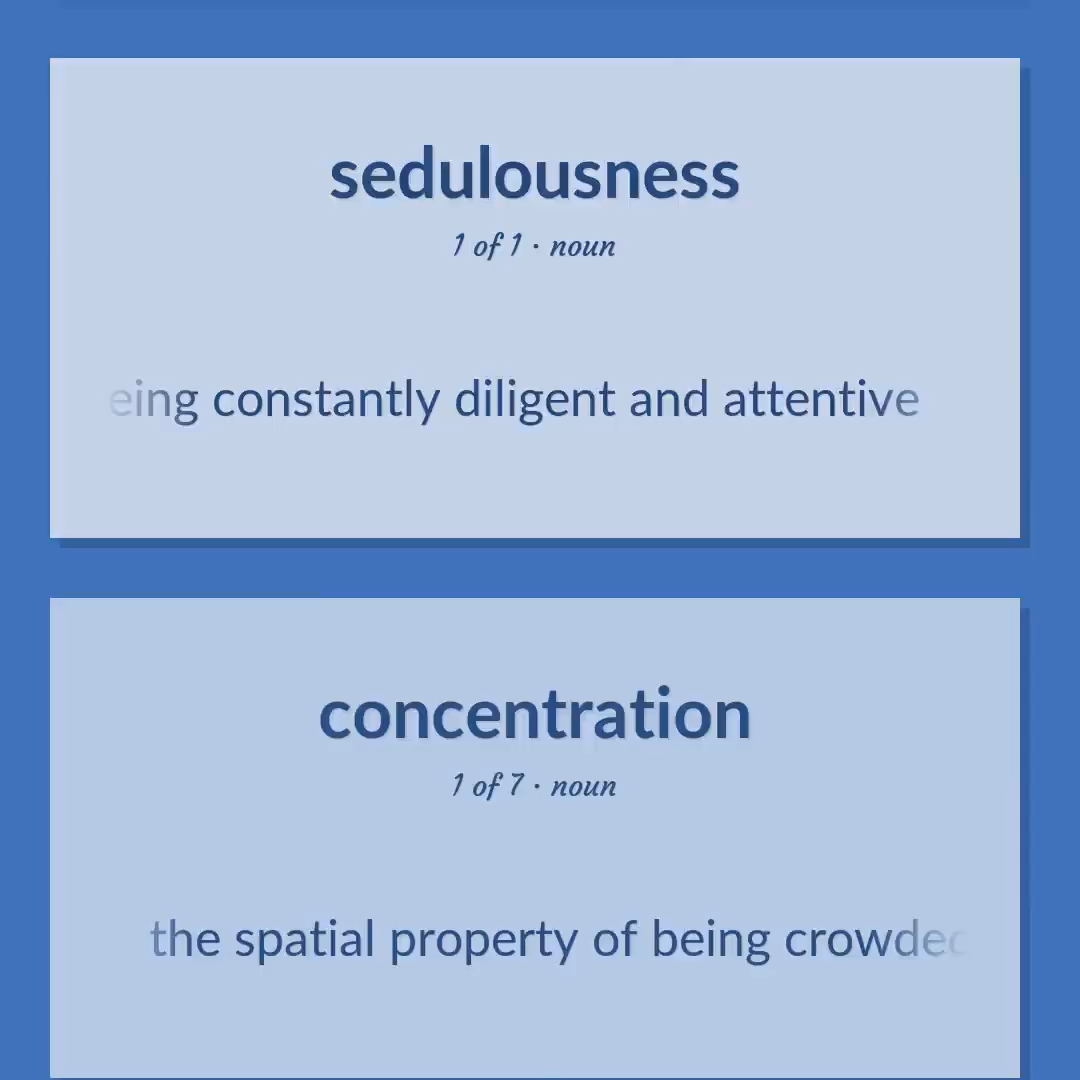 sedulousness
1 of 1 · noun
eing constantly diligent and attentive
concentration
1 of 7 · noun
the spatial property of being crowded